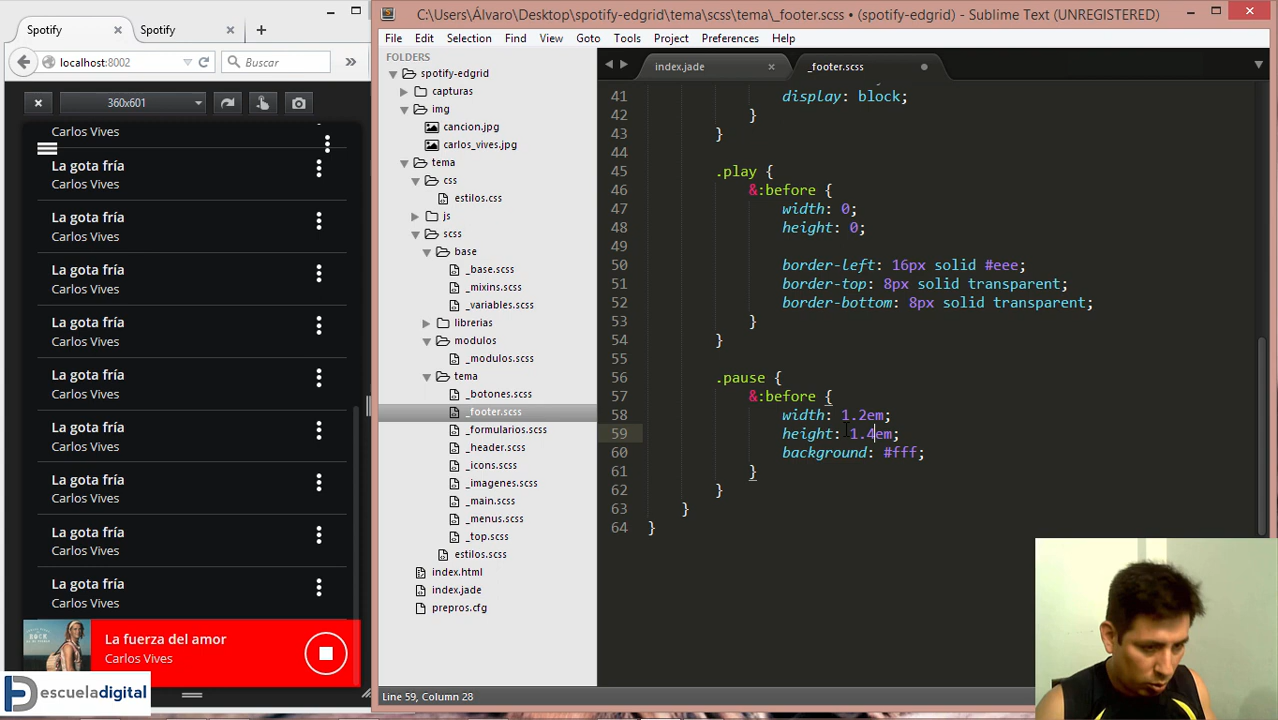 Spotify
Spotify
localhost:8002
Buscar
360x601
Carlos Vives
La gota fría
Carlos Vives
La gota fría
Carlos Vives
La gota fría
Carlos Vives
La gota fría
Carlos Vives
La gota fría
Carlos Vives
La gota fría
Carlos Vives
La gota fría
Carlos Vives
La gota fría
Carlos Vives
La gota fría
Carlos Vives
La fuerza del amor
Carlos Vives
escueladigital
C:\Users\Álvaro\Desktop\spotify-edgrid\tema\scss\tema\_footer.scss • (spotify-edgrid) - Sublime Text (UNREGISTERED)
File Edit Selection Find View Goto Tools Project Preferences Help
FOLDERS
spotify-edgrid
capturas
img
cancion.jpg
carlos_vives.jpg
tema
css
estilos.css
js
scss
base
_base.scss
_mixins.scss
_variables.scss
librerias
modulos
_modulos.scss
tema
_botones.scss
_footer.scss
_formularios.scss
_header.scss
_icons.scss
_imagenes.scss
_main.scss
_menus.scss
_top.scss
estilos.scss
index.html
index.jade
prepros.cfg
index.jade
_footer.scss
41 display: block;
42 }
43 }
44
45 .play {
46 &:before {
47 width: 0;
48 height: 0;
49
50 border-left: 16px solid #eee;
51 border-top: 8px solid transparent;
52 border-bottom: 8px solid transparent;
53 }
54 }
55
56 .pause {
57 &:before {
58 width: 1.2em;
59 height: 1.4em;
60 background: #fff;
61 }
62 }
63 }
64 }
Line 59, Column 28